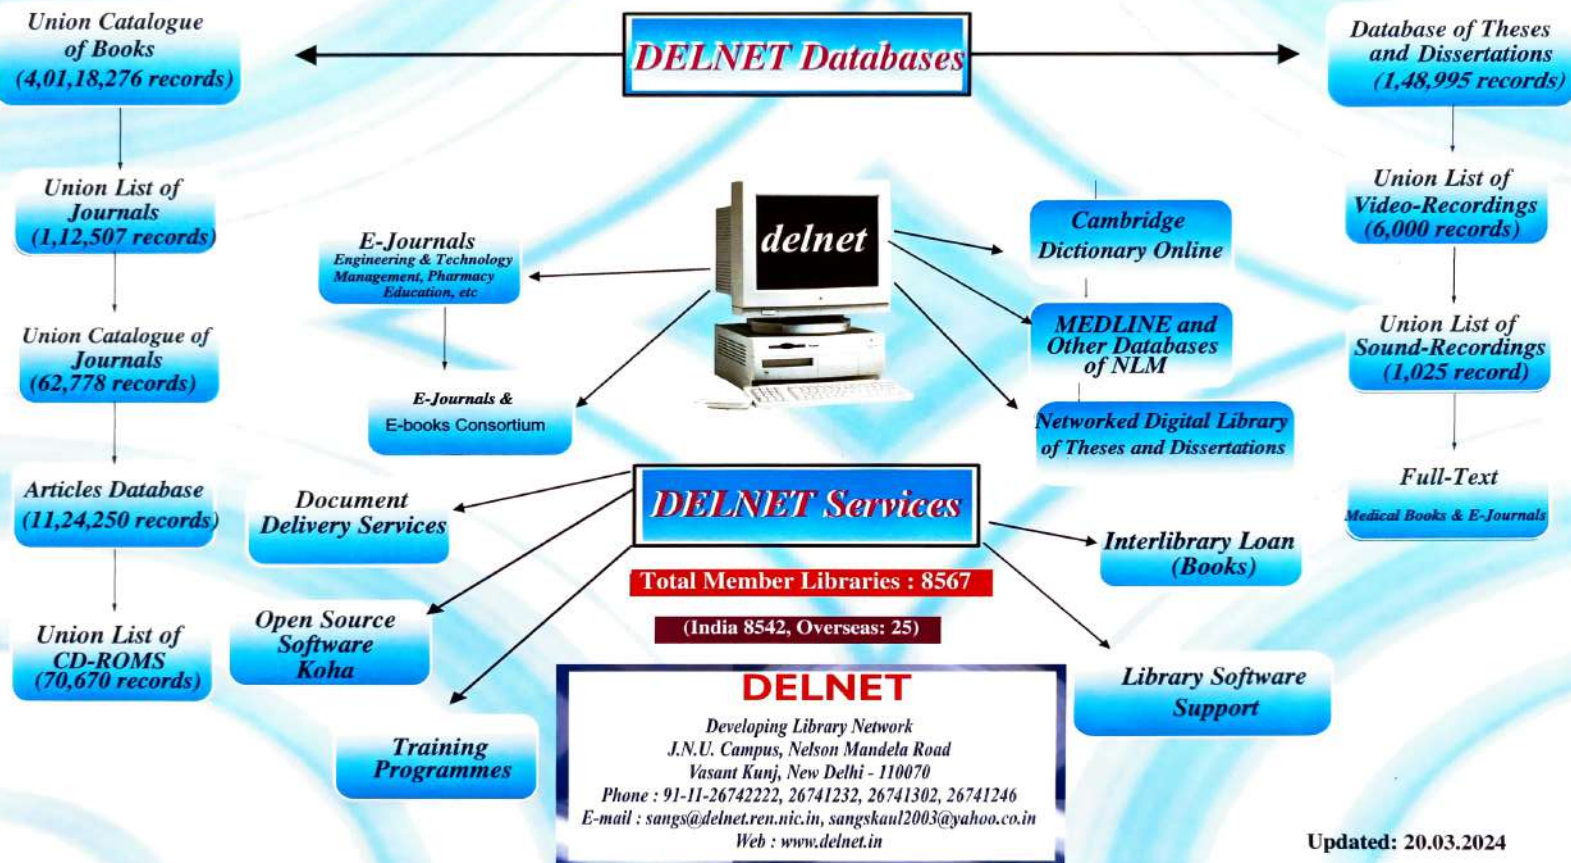 DELNET Databases
Union Catalogue
of Books
(4,01,18,276 records)
Union List of
Journals
(1,12,507 records)
Union Catalogue of
Journals
(62,778 records)
Articles Database
(11,24,250 records)
Union List of
CD-ROMS
(70,670 records)
Database of Theses
and Dissertations
(1,48,995 records)
Union List of
Video-Recordings
(6,000 records)
Union List of
Sound-Recordings
(1,025 record)
Full-Text
Medical Books & E-Journals
delnet
E-Journals
Engineering & Technology
Management, Pharmacy
Education, etc
E-Journals &
E-books Consortium
Cambridge
Dictionary Online
MEDLINE and
Other Databases
of NLM
Networked Digital Library
of Theses and Dissertations
DELNET Services
Document
Delivery Services
Open Source
Software
Koha
Training
Programmes
Interlibrary Loan
(Books)
Library Software
Support
Total Member Libraries : 8567
(India 8542, Overseas: 25)
DELNET
Developing Library Network
J.N.U. Campus, Nelson Mandela Road
Vasant Kunj, New Delhi - 110070
Phone : 91-11-26742222, 26741232, 26741302, 26741246
E-mail : sangs@delnet.ren.nic.in, sangskaul2003@yahoo.co.in
Web : www.delnet.in
Updated: 20.03.2024